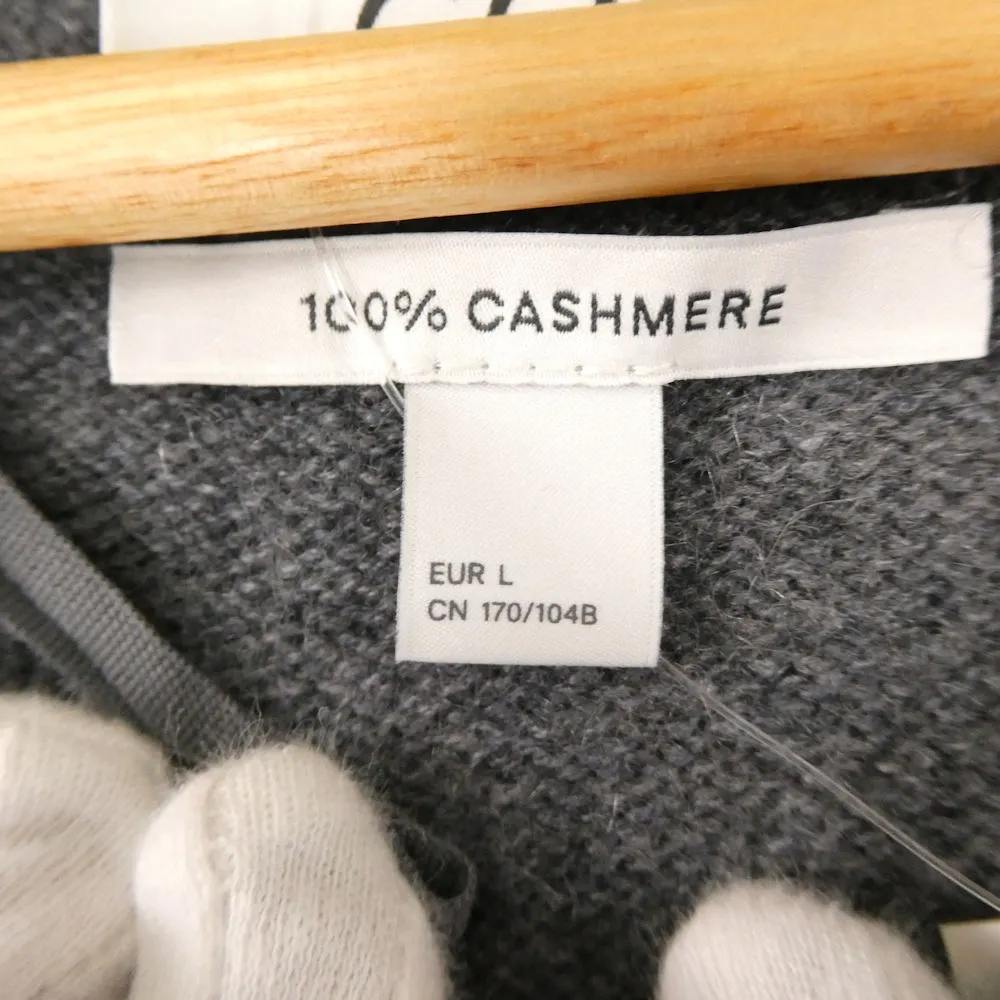 100% CASHMERE
EUR L
CN 170/104B